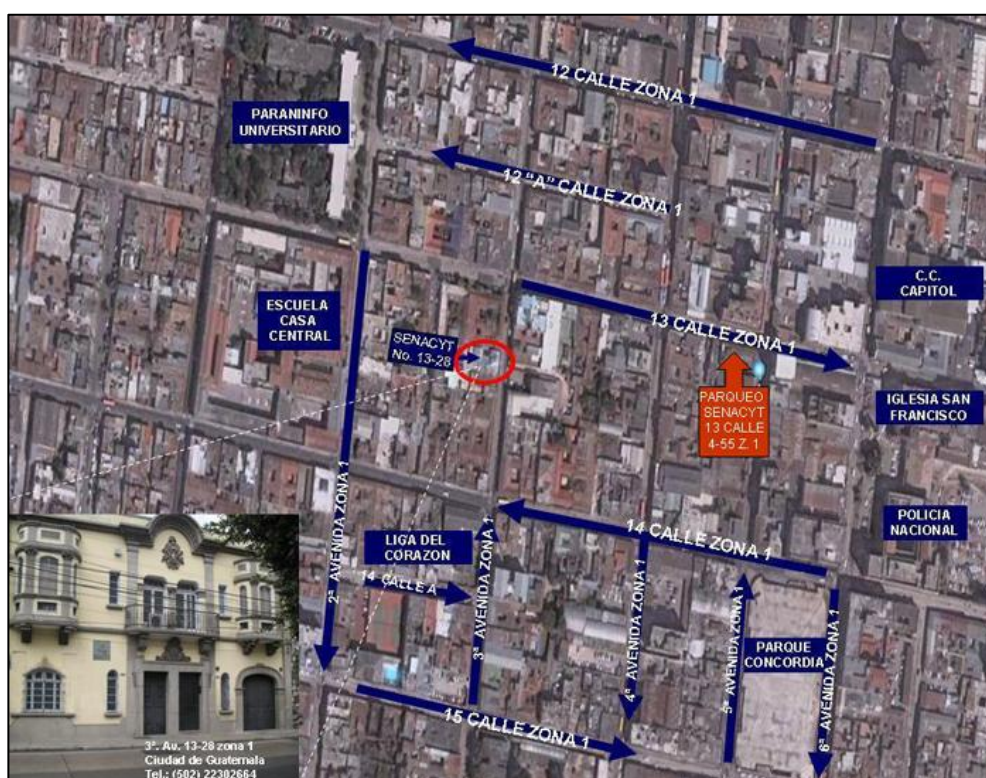 12 CALLE ZONA 1
PARANINFO
UNIVERSITARIO
12 "A" CALLE ZONA 1
C.C.
CAPITOL
ESCUELA
CASA
CENTRAL
13 CALLE ZONA 1
SENACYT
No. 13-28
PARQUEO
SENACYT
13 CALLE
4-55 Z. 1
IGLESIA SAN
FRANCISCO
2ª AVENIDA ZONA 1
14 CALLE ZONA 1
POLICIA
NACIONAL
LIGA DEL
CORAZON
14 CALLE A
3ª AVENIDA ZONA 1
4ª AVENIDA ZONA 1
5ª AVENIDA ZONA 1
PARQUE
CONCORDIA
6ª AVENIDA ZONA 1
15 CALLE ZONA 1
3ª. Av. 13-28 zona 1
Ciudad de Guatemala
Tel.: (502) 22302664